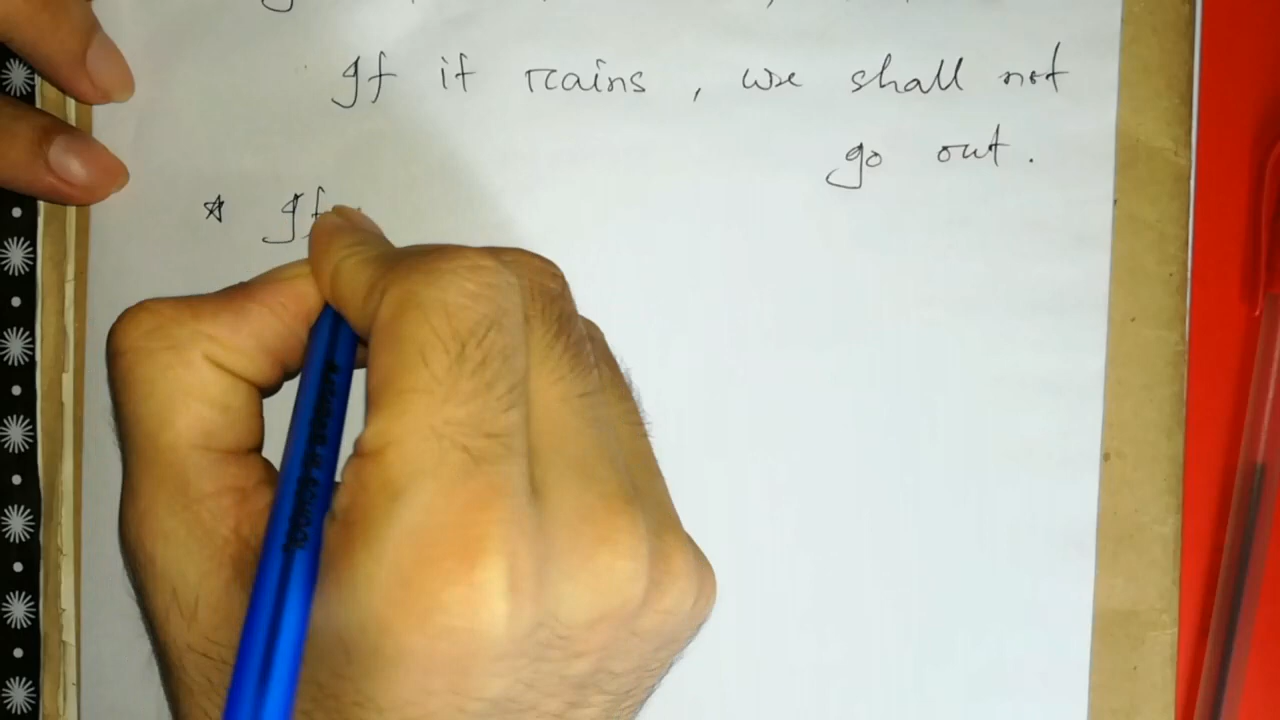 If it rains, we shall not
go out.
* If